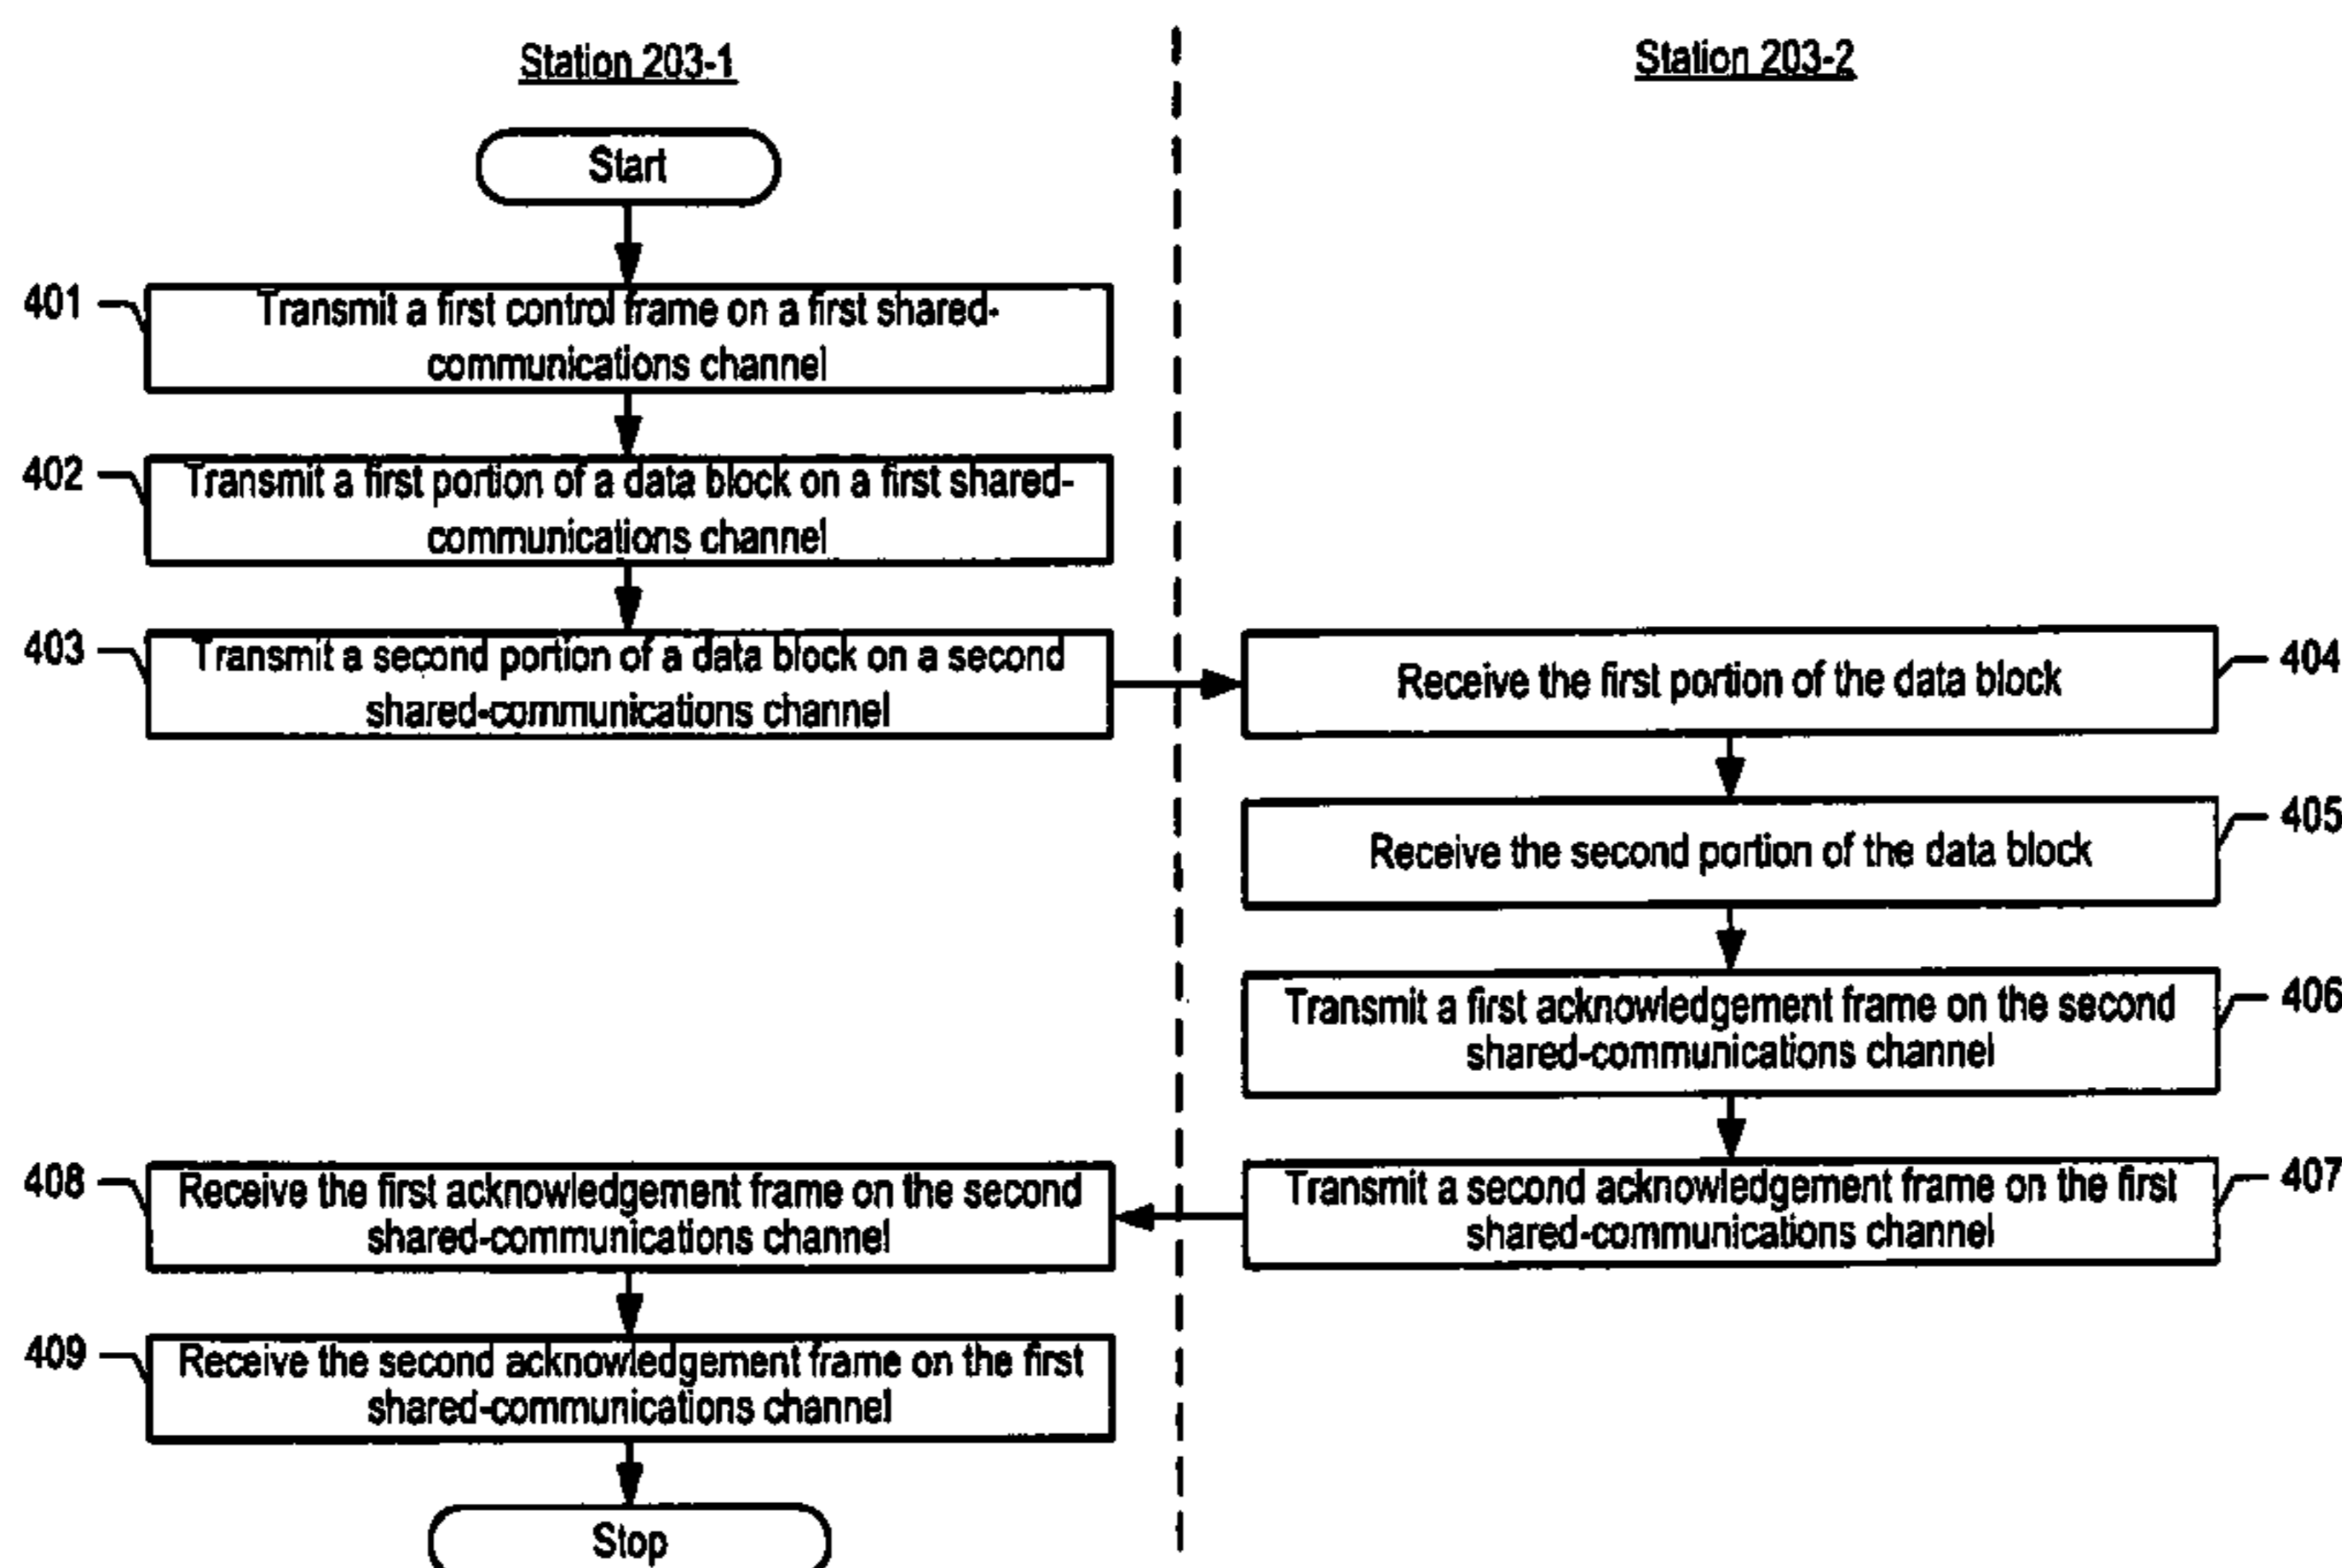 Station 203-1
Station 203-2
Start
401
Transmit a first control frame on a first shared-
communications channel
402
Transmit a first portion of a data block on a first shared-
communications channel
403
Transmit a second portion of a data block on a second
shared-communications channel
Receive the first portion of the data block
404
Receive the second portion of the data block
405
Transmit a first acknowledgement frame on the second
shared-communications channel
406
Transmit a second acknowledgement frame on the first
shared-communications channel
407
408
Receive the first acknowledgement frame on the second
shared-communications channel
409
Receive the second acknowledgement frame on the first
shared-communications channel
Stop